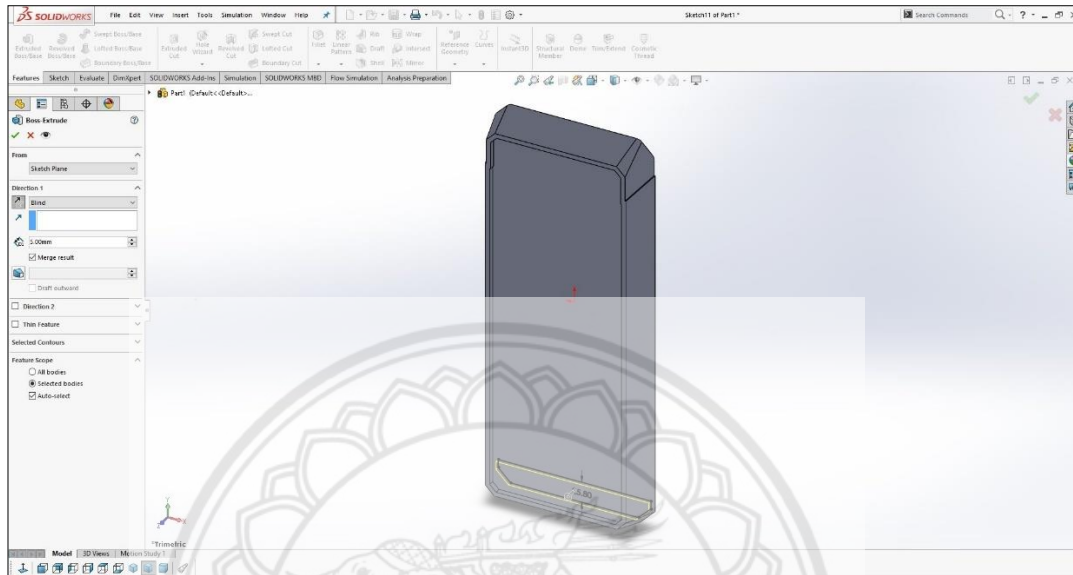 SOLIDWORKS File Edit View Insert Tools Simulation Window Help
Sketch11 of Part1 *
Search Commands
Extruded Boss/Base
Revolved Boss/Base
Swept Boss/Base
Lofted Boss/Base
Boundary Boss/Base
Extruded Cut
Hole Wizard
Revolved Cut
Swept Cut
Lofted Cut
Boundary Cut
Fillet
Linear Pattern
Rib
Draft
Shell
Wrap
Intersect
Mirror
Reference Geometry
Curves
Instant3D
Structural Member
Dome
Trim/Extend
Cosmetic Thread
Features Sketch Evaluate DimXpert SOLIDWORKS Add-Ins Simulation SOLIDWORKS MBD Flow Simulation Analysis Preparation
Part1 (Default<<Default>...
Boss-Extrude
From
Sketch Plane
Direction 1
Blind
5.00mm
Merge result
Draft outward
Direction 2
Thin Feature
Selected Contours
Feature Scope
All bodies
Selected bodies
Auto-select
*Trimetric
Model 3D Views Motion Study 1